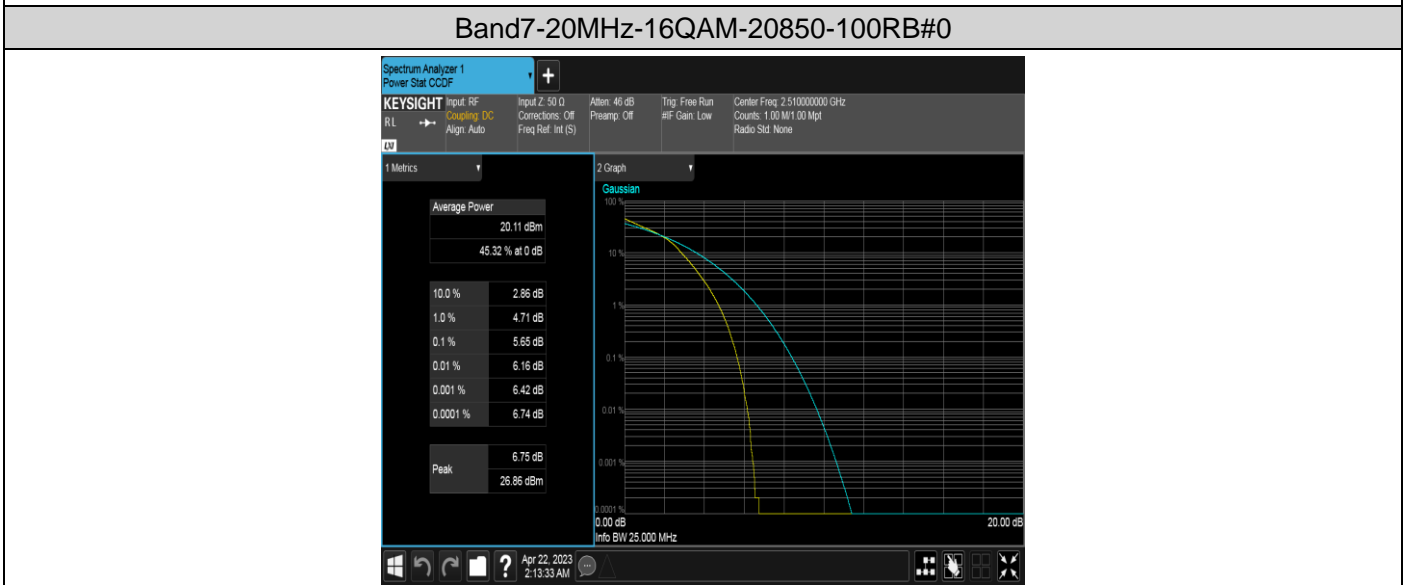 Band7-20MHz-16QAM-20850-100RB#0
Spectrum Analyzer 1
Power Stat CCDF
KEYSIGHT
RL
LXI
Input: RF
Coupling: DC
Align: Auto
Input Z: 50 Ω
Corrections: Off
Freq Ref: Int (S)
Atten: 46 dB
Preamp: Off
Trig: Free Run
#IF Gain: Low
Center Freq: 2.510000000 GHz
Counts: 1.00 M/1.00 Mpt
Radio Std: None
1 Metrics
Average Power
20.11 dBm
45.32 % at 0 dB
10.0 % 2.86 dB
1.0 % 4.71 dB
0.1 % 5.65 dB
0.01 % 6.16 dB
0.001 % 6.42 dB
0.0001 % 6.74 dB
Peak
6.75 dB
26.86 dBm
2 Graph
Gaussian
100 %
10 %
1 %
0.1 %
0.01 %
0.001 %
0.0001 %
0.00 dB
20.00 dB
Info BW 25.000 MHz
Apr 22, 2023
2:13:33 AM